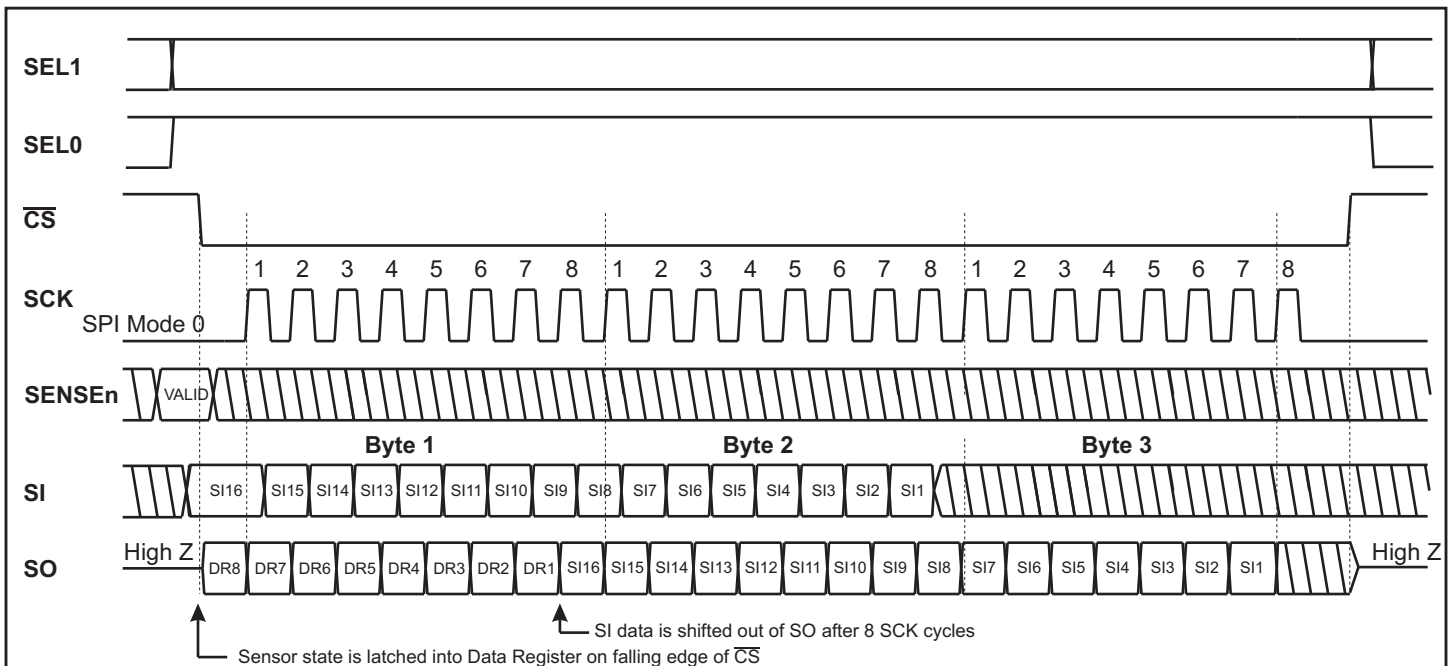 SEL1
SEL0
CS
1 2 3 4 5 6 7 8 1 2 3 4 5 6 7 8 1 2 3 4 5 6 7 8
SCK
SPI Mode 0
SENSEn
VALID
Byte 1 Byte 2 Byte 3
SI
SI16 SI15 SI14 SI13 SI12 SI11 SI10 SI9 SI8 SI7 SI6 SI5 SI4 SI3 SI2 SI1
High Z High Z
SO
DR8 DR7 DR6 DR5 DR4 DR3 DR2 DR1 SI16 SI15 SI14 SI13 SI12 SI11 SI10 SI9 SI8 SI7 SI6 SI5 SI4 SI3 SI2 SI1
SI data is shifted out of SO after 8 SCK cycles
Sensor state is latched into Data Register on falling edge of CS